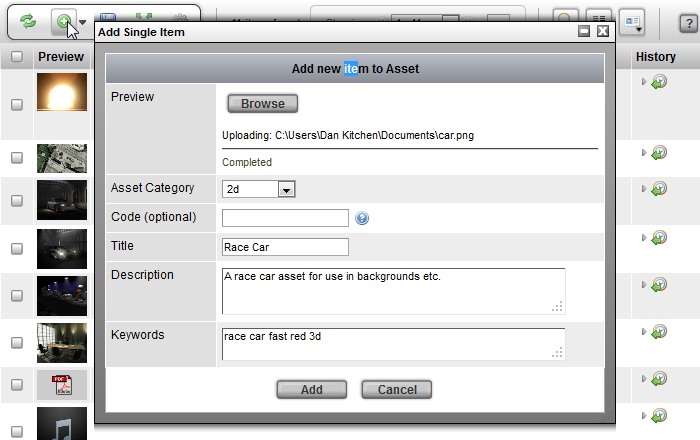 Add Single Item
?
Preview
History
Add new item to Asset
Preview
Browse
Uploading: C:\Users\Dan Kitchen\Documents\car.png
Completed
Asset Category
2d
Code (optional)
?
Title
Race Car
Description
A race car asset for use in backgrounds etc.
Keywords
race car fast red 3d
PDF
Add
Cancel